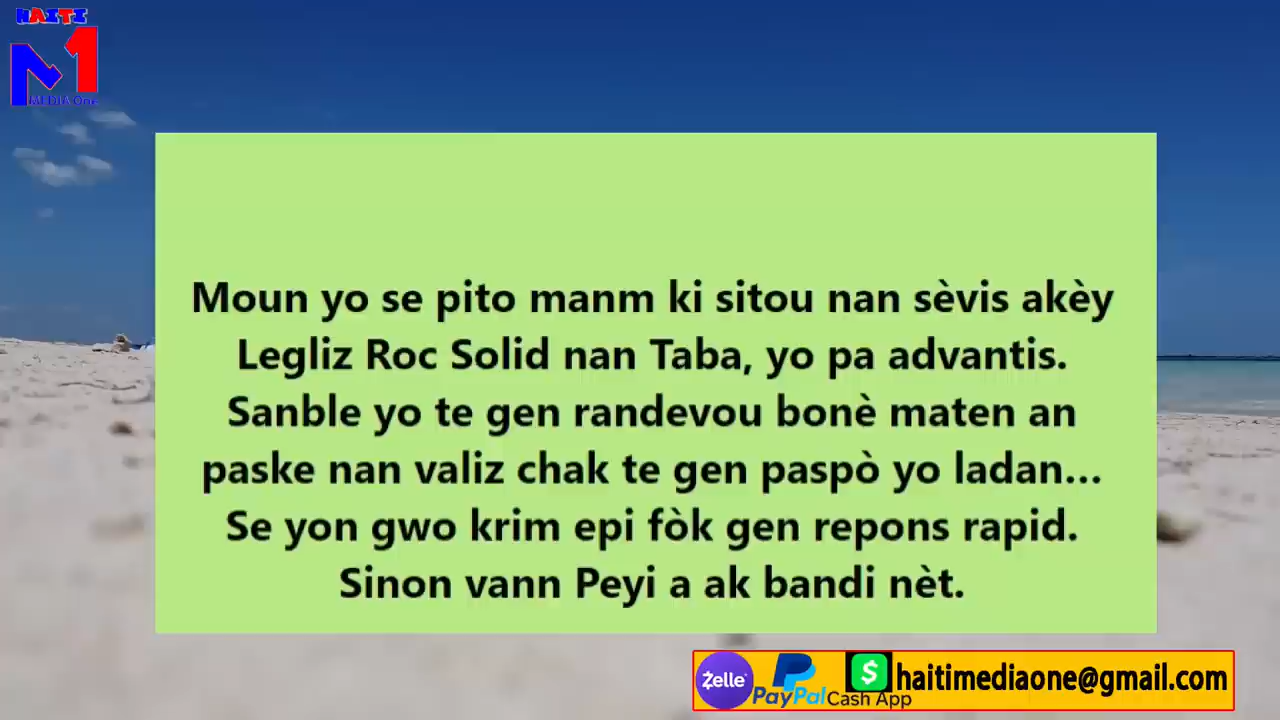 HAITI
M1
MEDIA One
Moun yo se pito manm ki sitou nan sèvis akèy
Legliz Roc Solid nan Taba, yo pa advantis.
Sanble yo te gen randevou bonè maten an
paske nan valiz chak te gen paspò yo ladan...
Se yon gwo krim epi fòk gen repons rapid.
Sinon vann Peyi a ak bandi nèt.
Zelle
PayPal
$
Cash App
haitimediaone@gmail.com